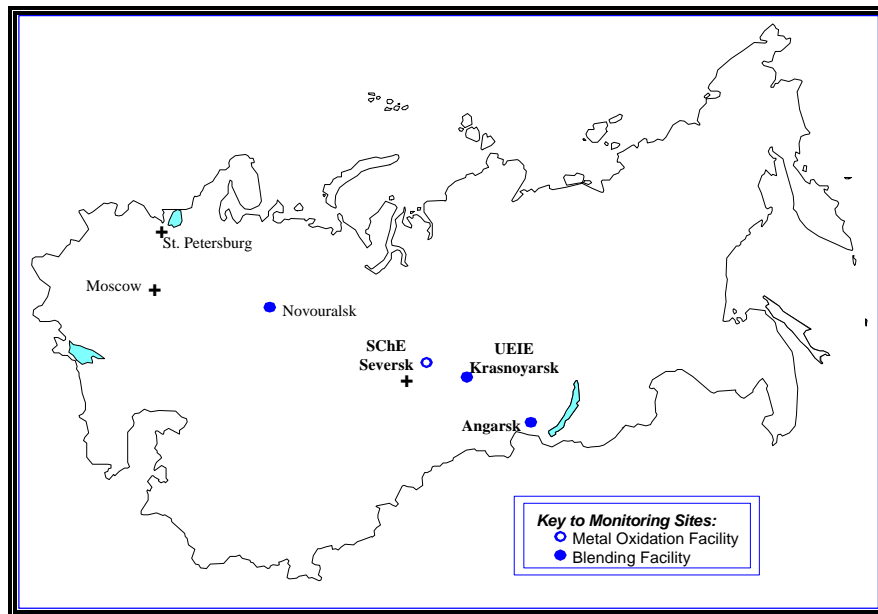 St. Petersburg
Moscow
Novouralsk
SChE
Seversk
UEIE
Krasnoyarsk
Angarsk
Key to Monitoring Sites:
Metal Oxidation Facility
Blending Facility